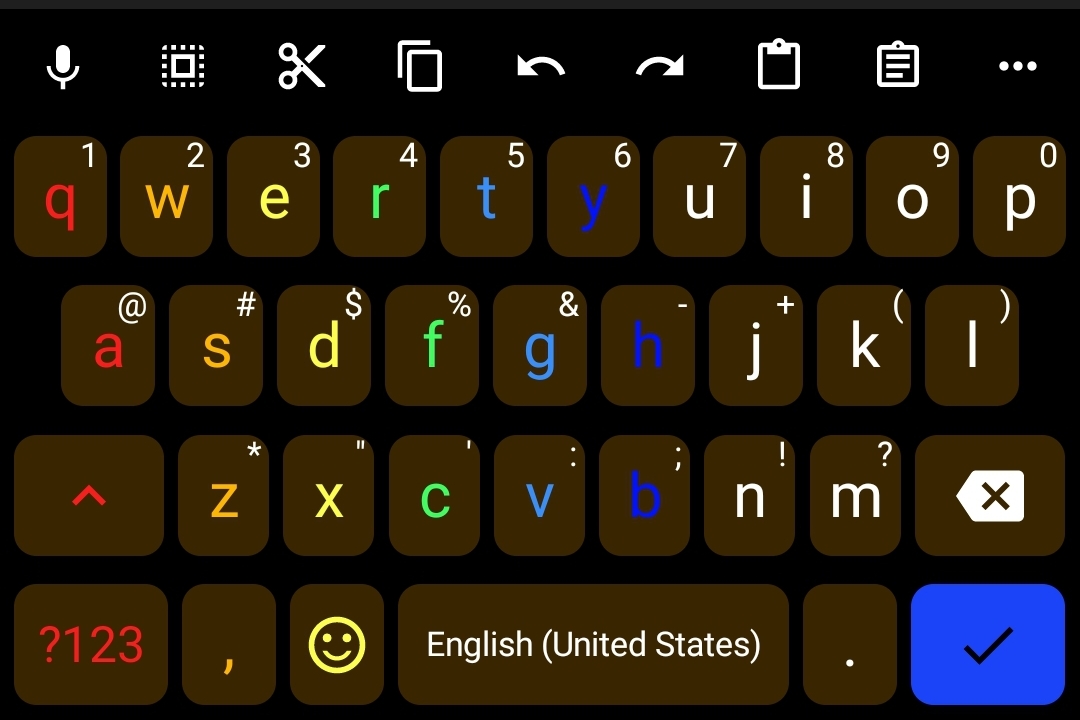 1 2 3 4 5 6 7 8 9 0
q w e r t y u i o p
@ # $ % & - + ( )
a s d f g h j k l
* " ' : ; ! ?
z x c v b n m
?123 , English (United States) .